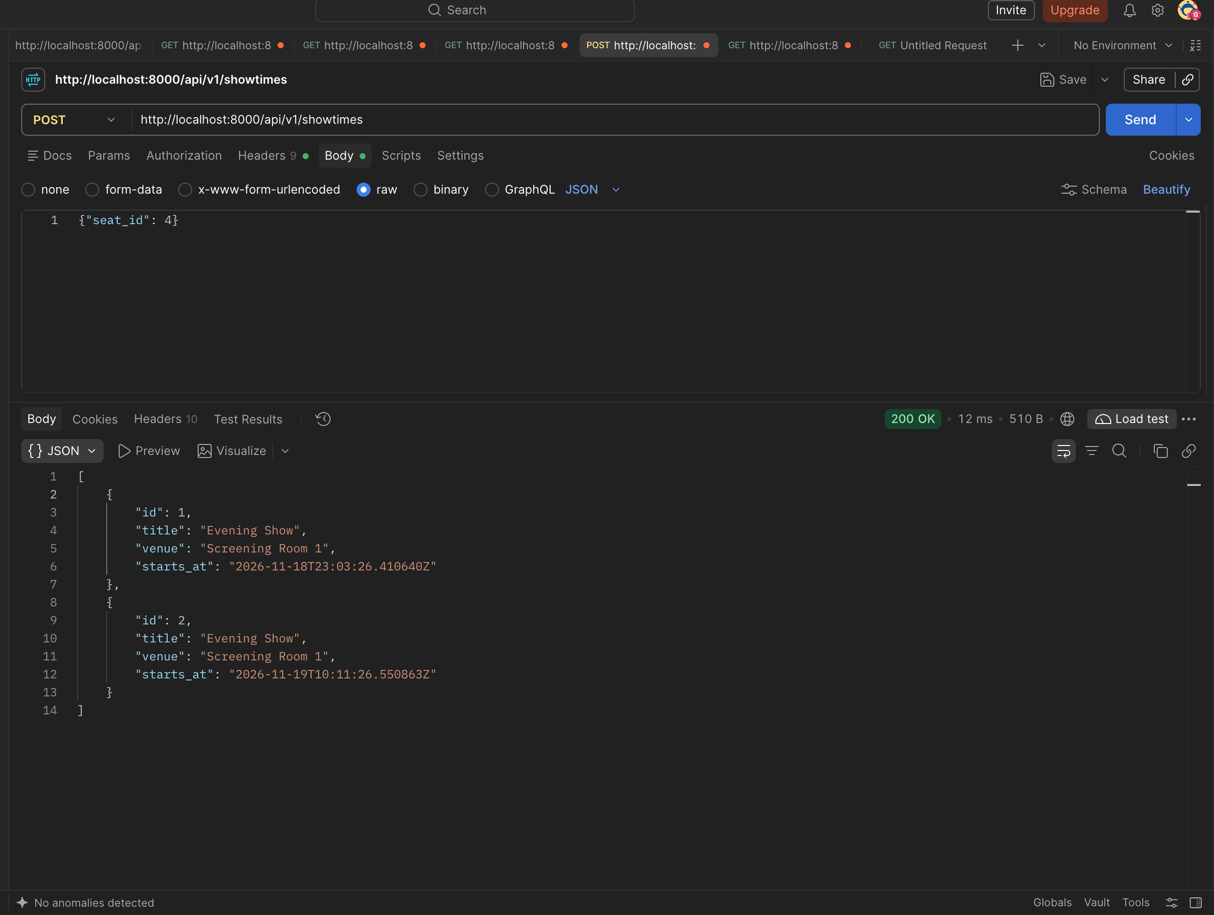 Search Invite Upgrade
http://localhost:8000/ap GET http://localhost:8 GET http://localhost:8 GET http://localhost:8 POST http://localhost: GET http://localhost:8 GET Untitled Request No Environment
HTTP http://localhost:8000/api/v1/showtimes Save Share
POST http://localhost:8000/api/v1/showtimes Send
Docs Params Authorization Headers 9 Body Scripts Settings Cookies
none form-data x-www-form-urlencoded raw binary GraphQL JSON Schema Beautify
1 {"seat_id": 4}
Body Cookies Headers 10 Test Results 200 OK 12 ms 510 B Load test
{} JSON Preview Visualize
1 [
2 {
3 "id": 1,
4 "title": "Evening Show",
5 "venue": "Screening Room 1",
6 "starts_at": "2026-11-18T23:03:26.410640Z"
7 },
8 {
9 "id": 2,
10 "title": "Evening Show",
11 "venue": "Screening Room 1",
12 "starts_at": "2026-11-19T10:11:26.550863Z"
13 }
14 ]
No anomalies detected Globals Vault Tools